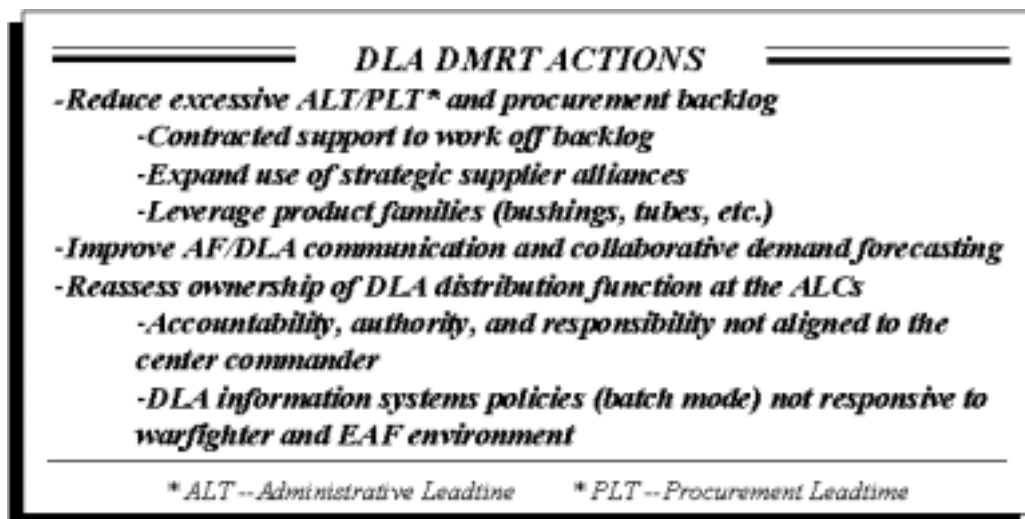 DLA DMRT ACTIONS
-Reduce excessive ALT/PLT* and procurement backlog
-Contracted support to work off backlog
-Expand use of strategic supplier alliances
-Leverage product families (bushings, tubes, etc.)
-Improve AF/DLA communication and collaborative demand forecasting
-Reassess ownership of DLA distribution function at the ALCs
-Accountability, authority, and responsibility not aligned to the
center commander
-DLA information systems policies (batch mode) not responsive to
warfighter and EAF environment
* ALT--Administrative Leadtine * PLT--Procurement Leadtime